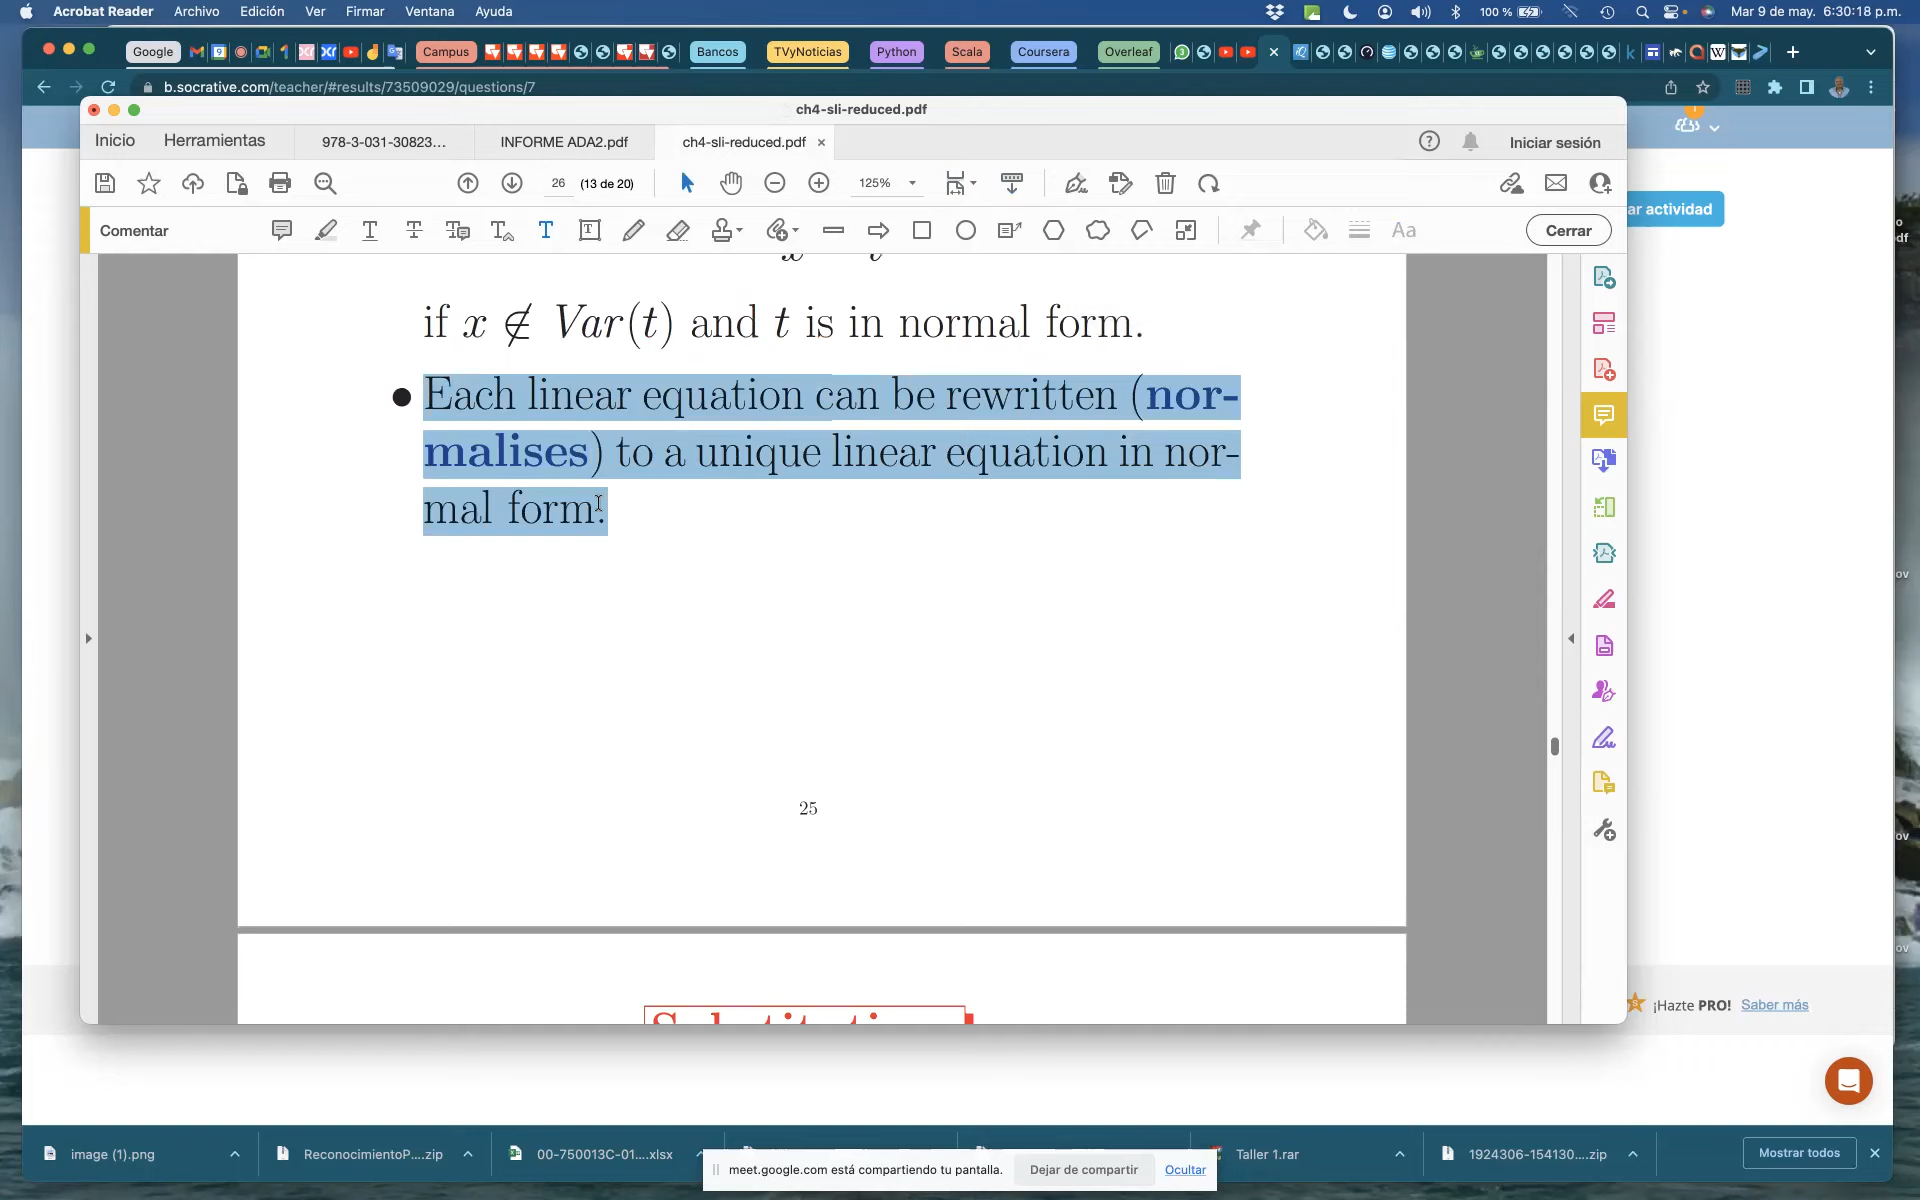 Acrobat Reader Archivo Edición Ver Firmar Ventana Ayuda 100 % Mar 9 de may. 6:30:18 p.m.
Google Campus Bancos TVyNoticias Python Scala Coursera Overleaf
b.socrative.com/teacher/#results/73509029/questions/7
ch4-sli-reduced.pdf
Inicio Herramientas 978-3-031-30823... INFORME ADA2.pdf ch4-sli-reduced.pdf × Iniciar sesión
26 (13 de 20) 125%
ar actividad
Comentar Aa Cerrar
if x ∉ Var(t) and t is in normal form.
● Each linear equation can be rewritten (nor-
malises) to a unique linear equation in nor-
mal form.
25
¡Hazte PRO! Saber más
image (1).png ReconocimientoP....zip 00-750013C-01....xlsx Taller 1.rar 1924306-154130....zip Mostrar todos
meet.google.com está compartiendo tu pantalla. Dejar de compartir Ocultar